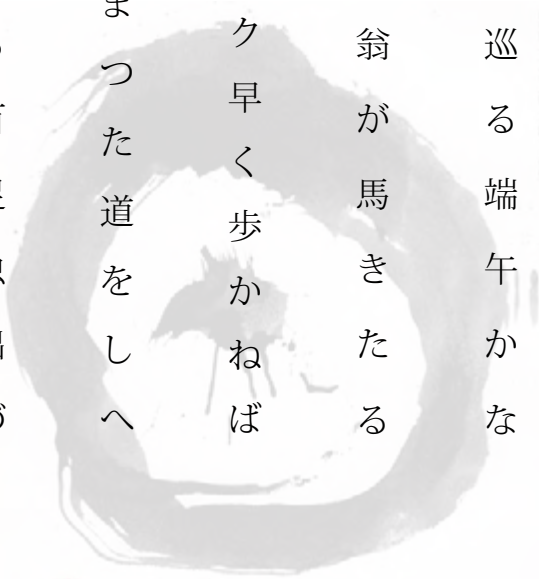 巡る端午かな
翁が馬きたる
ク早く歩かねば
まつた道をしへ